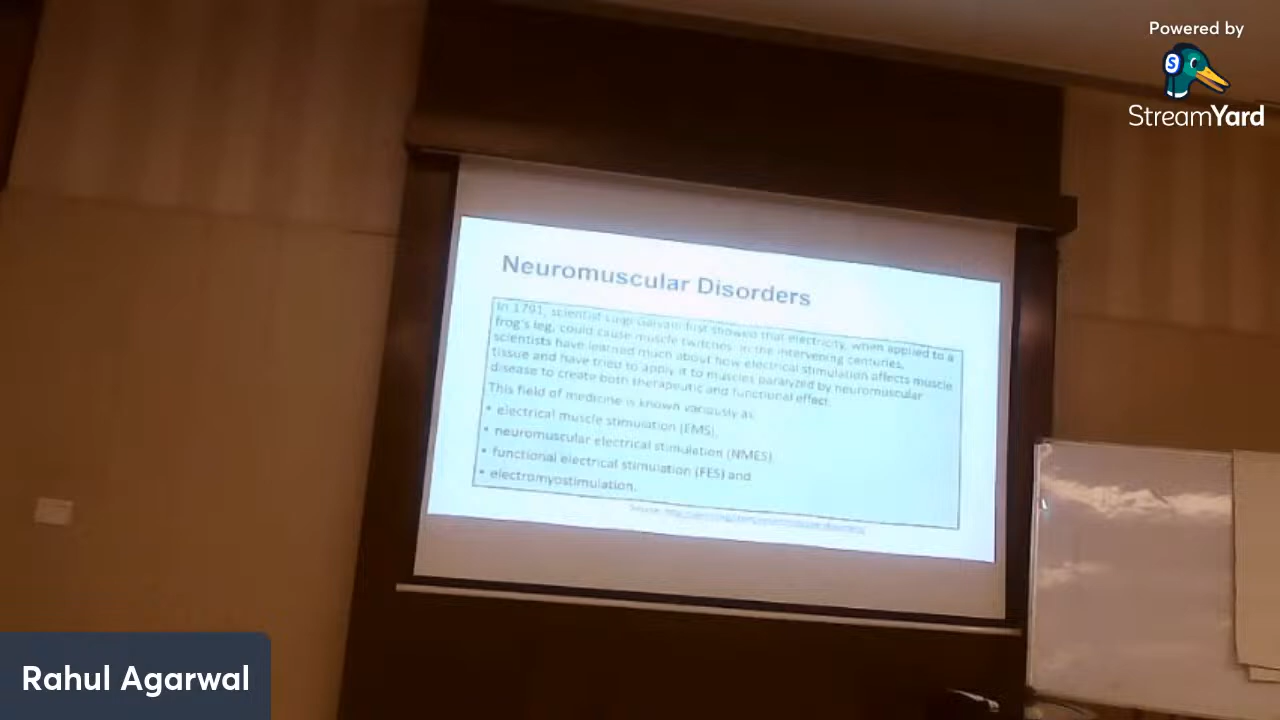 Powered by
StreamYard
Neuromuscular Disorders
In 1791, scientist Luigi Galvani first showed that electricity, when applied to a
frog's leg, could cause muscle twitches. In the intervening centuries,
scientists have learned much about how electrical stimulation affects muscle
tissue and have tried to apply it to muscles paralyzed by neuromuscular
disease to create both therapeutic and functional effect.
This field of medicine is known variously as
• electrical muscle stimulation (EMS),
• neuromuscular electrical stimulation (NMES)
• functional electrical stimulation (FES) and
• electromyostimulation.
Source:
Rahul Agarwal